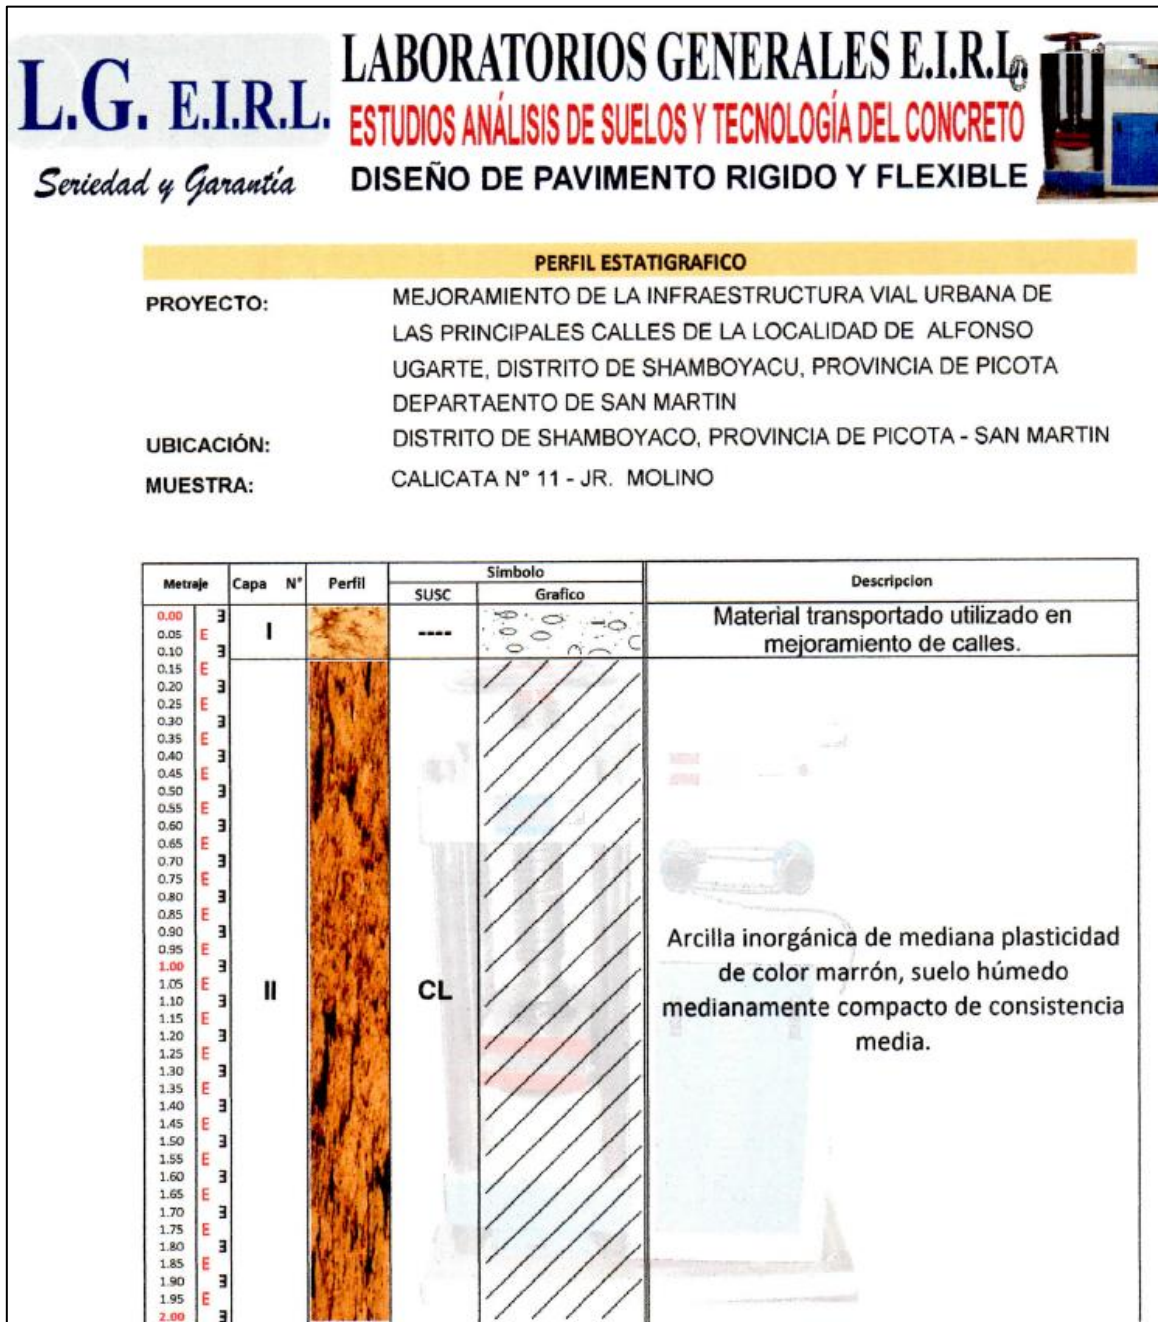 L.G. E.I.R.L.
Seriedad y Garantía
LABORATORIOS GENERALES E.I.R.L.
ESTUDIOS ANÁLISIS DE SUELOS Y TECNOLOGÍA DEL CONCRETO
DISEÑO DE PAVIMENTO RIGIDO Y FLEXIBLE
PERFIL ESTATIGRAFICO
PROYECTO: MEJORAMIENTO DE LA INFRAESTRUCTURA VIAL URBANA DE
LAS PRINCIPALES CALLES DE LA LOCALIDAD DE ALFONSO
UGARTE, DISTRITO DE SHAMBOYACU, PROVINCIA DE PICOTA
DEPARTAENTO DE SAN MARTIN
UBICACIÓN: DISTRITO DE SHAMBOYACO, PROVINCIA DE PICOTA - SAN MARTIN
MUESTRA: CALICATA N° 11 - JR. MOLINO
Metraje Capa N° Perfil Simbolo Descripcion
SUSC Grafico
0.00 E
0.05 E
0.10 E
I ---- Material transportado utilizado en
mejoramiento de calles.
0.15 E
0.20 E
0.25 E
0.30 E
0.35 E
0.40 E
0.45 E
0.50 E
0.55 E
0.60 E
0.65 E
0.70 E
0.75 E
0.80 E
0.85 E
0.90 E
0.95 E
1.00 E
1.05 E
1.10 E
1.15 E
1.20 E
1.25 E
1.30 E
1.35 E
1.40 E
1.45 E
1.50 E
1.55 E
1.60 E
1.65 E
1.70 E
1.75 E
1.80 E
1.85 E
1.90 E
1.95 E
2.00 E
II CL Arcilla inorgánica de mediana plasticidad
de color marrón, suelo húmedo
medianamente compacto de consistencia
media.